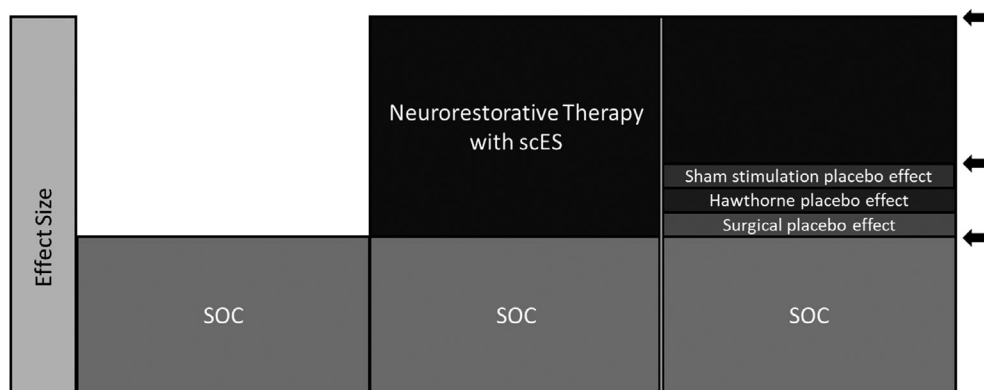 Effect Size
SOC
Neurorestorative Therapy
with scES
SOC
Sham stimulation placebo effect
Hawthorne placebo effect
Surgical placebo effect
SOC